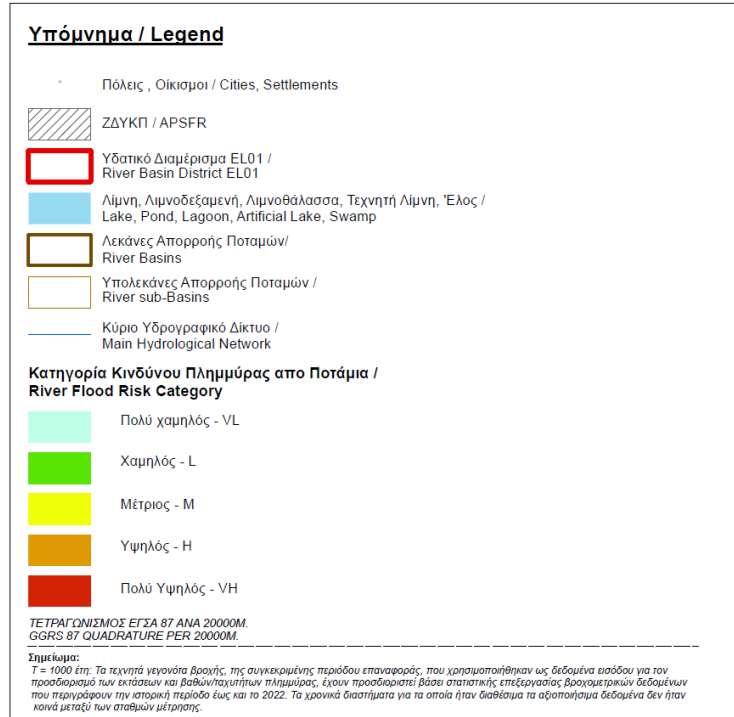 Υπόμνημα / Legend
Πόλεις , Οίκισμοι / Cities, Settlements
ΖΔΥΚΠ / APSFR
Υδατικό Διαμέρισμα EL01 /
River Basin District EL01
Λίμνη, Λιμνοδεξαμενή, Λιμνοθάλασσα, Τεχνητή Λίμνη, Έλος /
Lake, Pond, Lagoon, Artificial Lake, Swamp
Λεκάνες Απορροής Ποταμών/
River Basins
Υπολεκάνες Απορροής Ποταμών /
River sub-Basins
Κύριο Υδρογραφικό Δίκτυο /
Main Hydrological Network
Κατηγορία Κινδύνου Πλημμύρας απο Ποτάμια /
River Flood Risk Category
Πολύ χαμηλός - VL
Χαμηλός - L
Μέτριος - M
Υψηλός - H
Πολύ Υψηλός - VH
ΤΕΤΡΑΓΩΝΙΣΜΟΣ ΕΓΣΑ 87 ΑΝΑ 20000Μ.
GGRS 87 QUADRATURE PER 20000M.
Σημείωμα:
T = 1000 έτη: Τα τεχνητά γεγονότα βροχής, της συγκεκριμένης περιόδου επαναφοράς, που χρησιμοποιήθηκαν ως δεδομένα εισόδου για τον
προσδιορισμό των εκτάσεων και βαθών/ταχυτήτων πλημμύρας, έχουν προσδιοριστεί βάσει στατιστικής επεξεργασίας βροχομετρικών δεδομένων
που περιγράφουν την ιστορική περίοδο έως και το 2022. Τα χρονικά διαστήματα για τα οποία ήταν διαθέσιμα τα αξιοποιήσιμα δεδομένα δεν ήταν
κοινά μεταξύ των σταθμών μέτρησης.